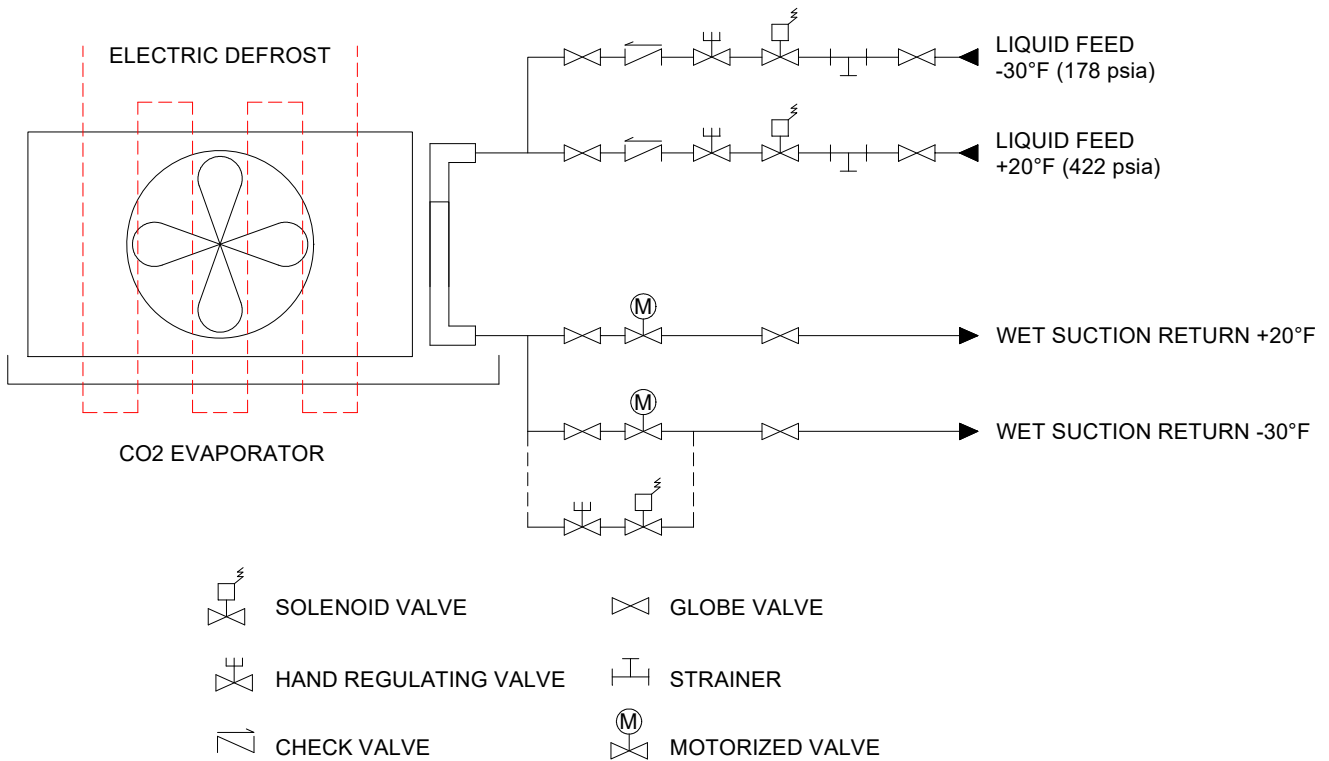 ELECTRIC DEFROST
LIQUID FEED
-30°F (178 psia)
LIQUID FEED
+20°F (422 psia)
M
WET SUCTION RETURN +20°F
M
WET SUCTION RETURN -30°F
CO2 EVAPORATOR
SOLENOID VALVE
GLOBE VALVE
HAND REGULATING VALVE
STRAINER
CHECK VALVE
M
MOTORIZED VALVE